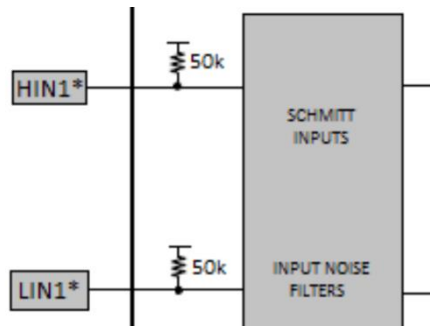 50k
HIN1*
SCHMITT
INPUTS
50k
LIN1*
INPUT NOISE
FILTERS